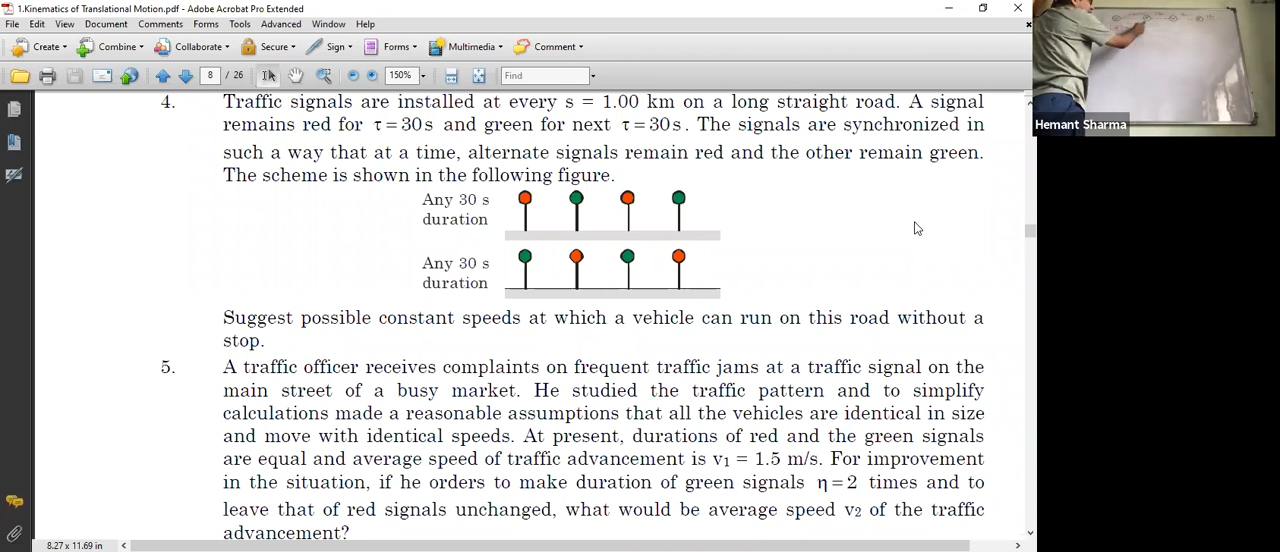 1.Kinematics of Translational Motion.pdf - Adobe Acrobat Pro Extended
File Edit View Document Comments Forms Tools Advanced Window Help
Create Combine Collaborate Secure Sign Forms Multimedia Comment
8 / 26 150% Find
4. Traffic signals are installed at every s = 1.00 km on a long straight road. A signal
remains red for τ = 30 s and green for next τ = 30 s. The signals are synchronized in
such a way that at a time, alternate signals remain red and the other remain green.
The scheme is shown in the following figure.
Any 30 s
duration
Any 30 s
duration
Suggest possible constant speeds at which a vehicle can run on this road without a
stop.
5. A traffic officer receives complaints on frequent traffic jams at a traffic signal on the
main street of a busy market. He studied the traffic pattern and to simplify
calculations made a reasonable assumptions that all the vehicles are identical in size
and move with identical speeds. At present, durations of red and the green signals
are equal and average speed of traffic advancement is v1 = 1.5 m/s. For improvement
in the situation, if he orders to make duration of green signals η = 2 times and to
leave that of red signals unchanged, what would be average speed v2 of the traffic
advancement?
8.27 x 11.69 in
Hemant Sharma